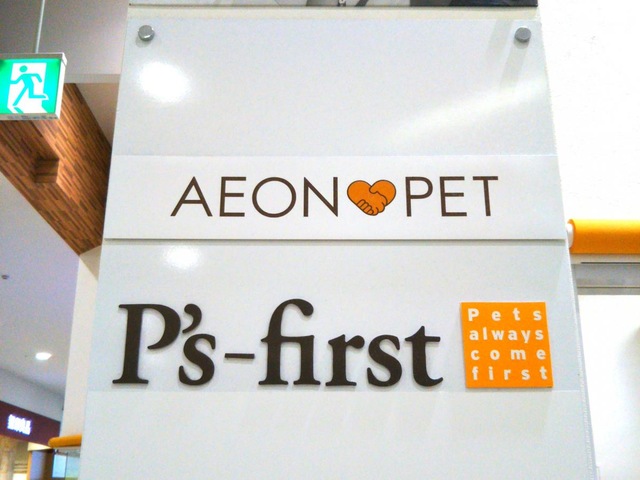 AEON PET
P's-first
Pets
always
come
first